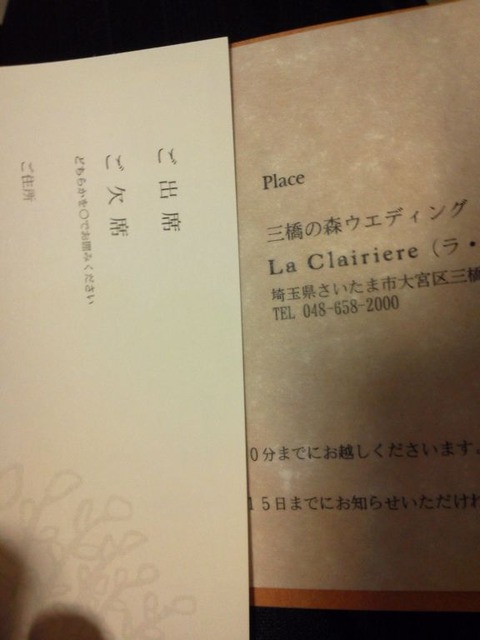 ご出席
ご欠席
どちらかを○でお囲みください
ご住所
Place
三橋の森ウエディング
La Clairiere（ラ・
埼玉県さいたま市大宮区三橋
TEL 048-658-2000
0分までにお越しくださいます
15日までにお知らせいただけれ